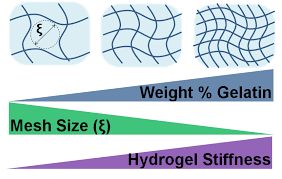 ξ
Weight % Gelatin
Mesh Size (ξ)
Hydrogel Stiffness